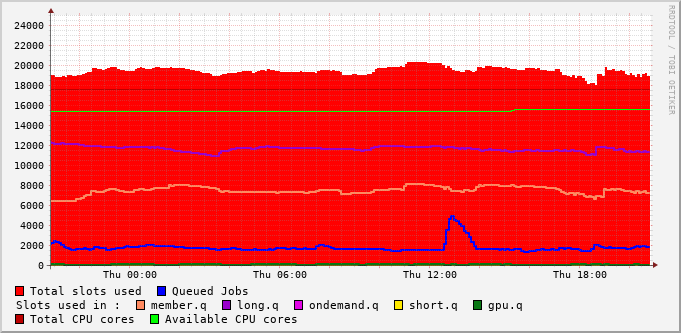 RRDTOOL / TOBI OETIKER
24000
22000
20000
18000
16000
14000
12000
10000
8000
6000
4000
2000
0
Thu 00:00 Thu 06:00 Thu 12:00 Thu 18:00
Total slots used Queued Jobs
Slots used in : member.q long.q ondemand.q short.q gpu.q
Total CPU cores Available CPU cores